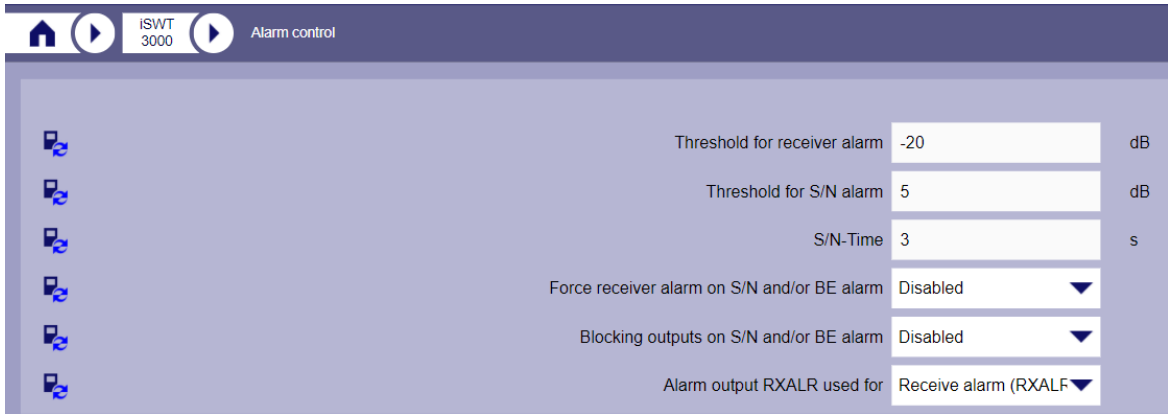 iSWT
3000
Alarm control
Threshold for receiver alarm -20 dB
Threshold for S/N alarm 5 dB
S/N-Time 3 s
Force receiver alarm on S/N and/or BE alarm Disabled
Blocking outputs on S/N and/or BE alarm Disabled
Alarm output RXALR used for Receive alarm (RXALR